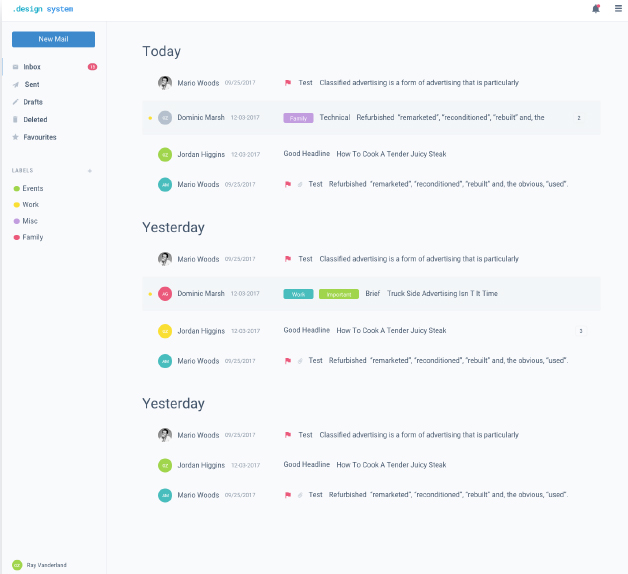 .design system
New Mail
Inbox
Sent
Drafts
Deleted
Favourites
LABELS +
Events
Work
Misc
Family
Ray Vanderland
Today
Mario Woods 09/25/2017 Test Classified advertising is a form of advertising that is particularly
Dominic Marsh 12-03-2017 Family Technical Refurbished “remarketed”, “reconditioned”, “rebuilt” and, the 2
Jordan Higgins 12-03-2017 Good Headline How To Cook A Tender Juicy Steak
AM Mario Woods 09/25/2017 Test Refurbished “remarketed”, “reconditioned”, “rebuilt” and, the obvious, “used”.
Yesterday
Mario Woods 09/25/2017 Test Classified advertising is a form of advertising that is particularly
Dominic Marsh 12-03-2017 Work Important Brief Truck Side Advertising Isn T It Time
Jordan Higgins 12-03-2017 Good Headline How To Cook A Tender Juicy Steak 3
AM Mario Woods 09/25/2017 Test Refurbished “remarketed”, “reconditioned”, “rebuilt” and, the obvious, “used”.
Yesterday
Mario Woods 09/25/2017 Test Classified advertising is a form of advertising that is particularly
Jordan Higgins 12-03-2017 Good Headline How To Cook A Tender Juicy Steak
AM Mario Woods 09/25/2017 Test Refurbished “remarketed”, “reconditioned”, “rebuilt” and, the obvious, “used”.